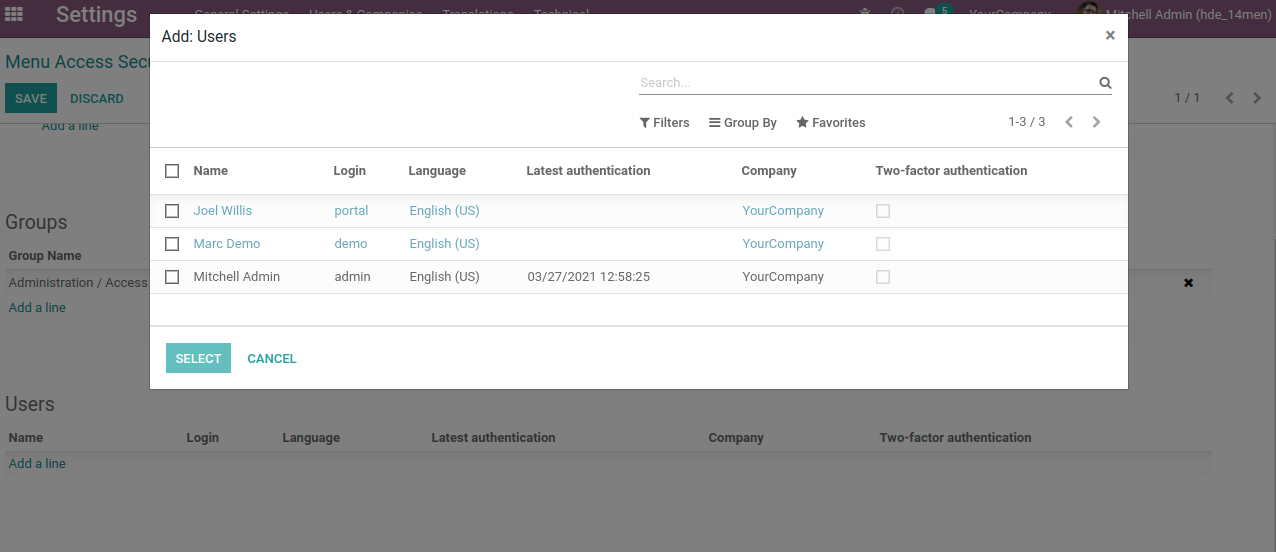 Settings General Settings Users & Companies Translations Technical 5 YourCompany Mitchell Admin (hde_14men)
Add: Users ×
Menu Access Secu
Search...
SAVE DISCARD 1 / 1
Filters Group By Favorites 1-3 / 3
Add a line
Name Login Language Latest authentication Company Two-factor authentication
Joel Willis portal English (US) YourCompany
Groups
Marc Demo demo English (US) YourCompany
Group Name
Mitchell Admin admin English (US) 03/27/2021 12:58:25 YourCompany
Administration / Access
Add a line
SELECT CANCEL
Users
Name Login Language Latest authentication Company Two-factor authentication
Add a line